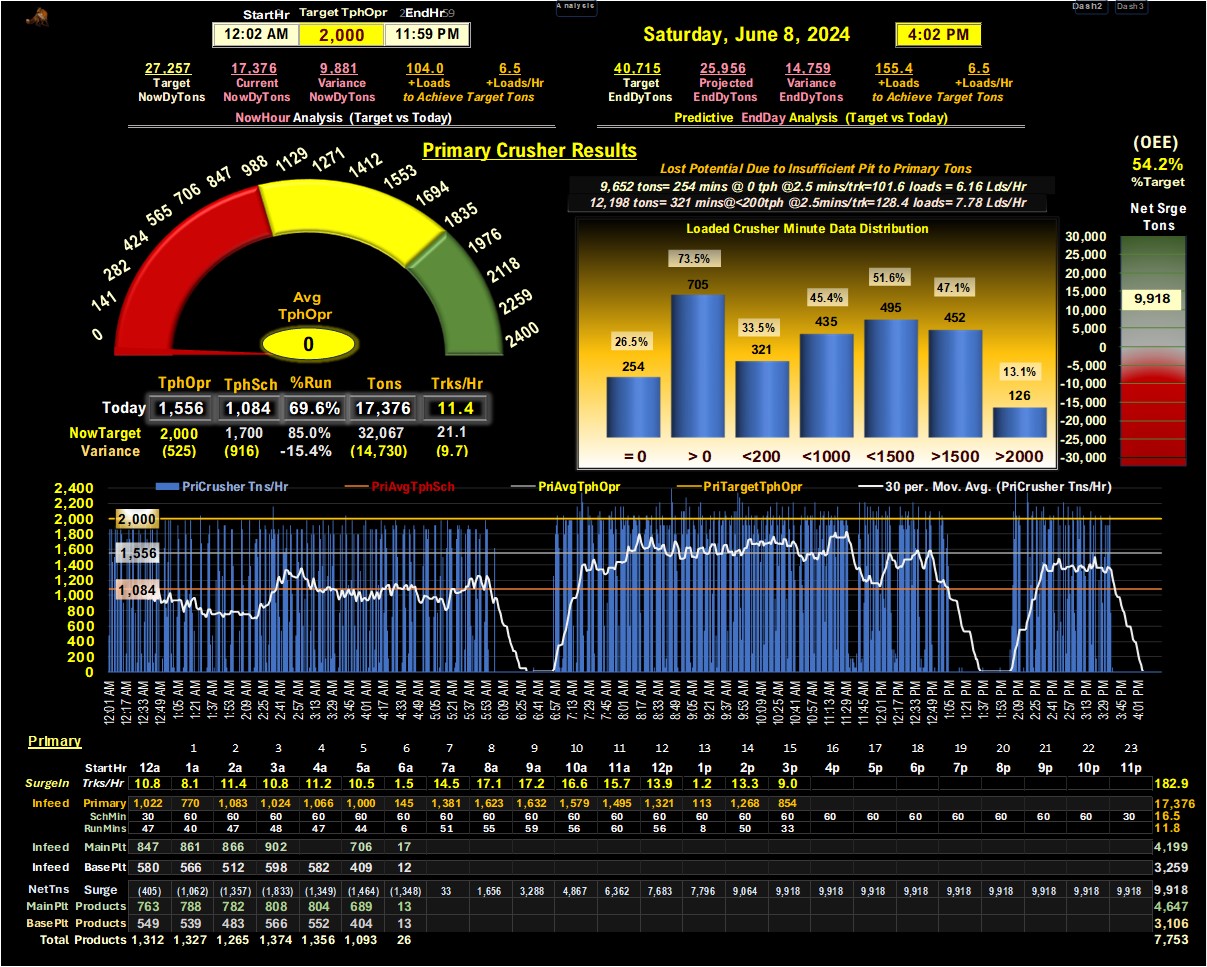 Analysis
Dash2 Dash3
StartHr Target TphOpr EndHr
12:02 AM 2,000 11:59 PM
Saturday, June 8, 2024 4:02 PM
27,257 17,376 9,881 104.0 6.5
Target Current Variance +Loads +Loads/Hr
NowDyTons NowDyTons NowDyTons to Achieve Target Tons
NowHour Analysis (Target vs Today)
40,715 25,956 14,759 155.4 6.5
Target Projected Variance +Loads +Loads/Hr
EndDyTons EndDyTons EndDyTons to Achieve Target Tons
Predictive EndDay Analysis (Target vs Today)
Primary Crusher Results
0 141 282 424 565 706 847 988 1129 1271 1412 1553 1694 1835 1976 2118 2259 2400
Avg
TphOpr
0
TphOpr TphSch %Run Tons Trks/Hr
Today 1,556 1,084 69.6% 17,376 11.4
NowTarget 2,000 1,700 85.0% 32,067 21.1
Variance (525) (916) -15.4% (14,730) (9.7)
Lost Potential Due to Insufficient Pit to Primary Tons
9,652 tons= 254 mins @ 0 tph @2.5 mins/trk=101.6 loads = 6.16 Lds/Hr
12,198 tons= 321 mins@<200tph @2.5mins/trk=128.4 loads= 7.78 Lds/Hr
Loaded Crusher Minute Data Distribution
26.5% 73.5% 33.5% 45.4% 51.6% 47.1% 13.1%
254 705 321 435 495 452 126
= 0 > 0 <200 <1000 <1500 >1500 >2000
(OEE)
54.2%
%Target
Net Srge
Tons
30,000
25,000
20,000
15,000
10,000
5,000
0
-5,000
-10,000
-15,000
-20,000
-25,000
-30,000
9,918
PriCrusher Tns/Hr PriAvgTphSch PriAvgTphOpr PriTargetTphOpr 30 per. Mov. Avg. (PriCrusher Tns/Hr)
2,400
2,200
2,000
1,800
1,600
1,400
1,200
1,000
800
600
400
200
0
2,000
1,556
1,084
12:01 AM 12:17 AM 12:33 AM 12:49 AM 1:05 AM 1:21 AM 1:37 AM 1:53 AM 2:09 AM 2:25 AM 2:41 AM 2:57 AM 3:13 AM 3:29 AM 3:45 AM 4:01 AM 4:17 AM 4:33 AM 4:49 AM 5:05 AM 5:21 AM 5:37 AM 5:53 AM 6:09 AM 6:25 AM 6:41 AM 6:57 AM 7:13 AM 7:29 AM 7:45 AM 8:01 AM 8:17 AM 8:33 AM 8:49 AM 9:05 AM 9:21 AM 9:37 AM 9:53 AM 10:09 AM 10:25 AM 10:41 AM 10:57 AM 11:13 AM 11:29 AM 11:45 AM 12:01 PM 12:17 PM 12:33 PM 12:49 PM 1:05 PM 1:21 PM 1:37 PM 1:53 PM 2:09 PM 2:25 PM 2:41 PM 2:57 PM 3:13 PM 3:29 PM 3:45 PM 4:01 PM
Primary
1 2 3 4 5 6 7 8 9 10 11 12 13 14 15 16 17 18 19 20 21 22 23
StartHr 12a 1a 2a 3a 4a 5a 6a 7a 8a 9a 10a 11a 12p 1p 2p 3p 4p 5p 6p 7p 8p 9p 10p 11p
SurgeIn Trks/Hr 10.8 8.1 11.4 10.8 11.2 10.5 1.5 14.5 17.1 17.2 16.6 15.7 13.9 1.2 13.3 9.0 182.9
Infeed Primary 1,022 770 1,083 1,024 1,066 1,000 145 1,381 1,623 1,632 1,579 1,495 1,321 113 1,268 854 17,376
SchMin 30 60 60 60 60 60 60 60 60 60 60 60 60 60 60 60 60 60 60 60 60 60 60 30 16.5
RunMins 47 40 47 48 47 44 6 51 55 59 56 60 56 8 50 33 11.8
Infeed MainPlt 847 861 866 902 706 17 4,199
Infeed BasePlt 580 566 512 598 582 409 12 3,259
NetTns Surge (405) (1,062) (1,357) (1,833) (1,349) (1,464) (1,348) 33 1,656 3,288 4,867 6,362 7,683 7,796 9,064 9,918 9,918 9,918 9,918 9,918 9,918 9,918 9,918 9,918 9,918
MainPlt Products 763 788 782 808 804 689 13 4,647
BasePlt Products 549 539 483 566 552 404 13 3,106
Total Products 1,312 1,327 1,265 1,374 1,356 1,093 26 7,753